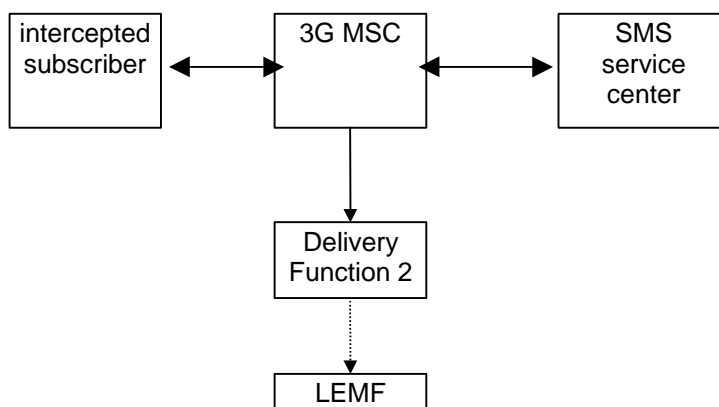 intercepted
subscriber
3G MSC
SMS
service
center
Delivery
Function 2
LEMF